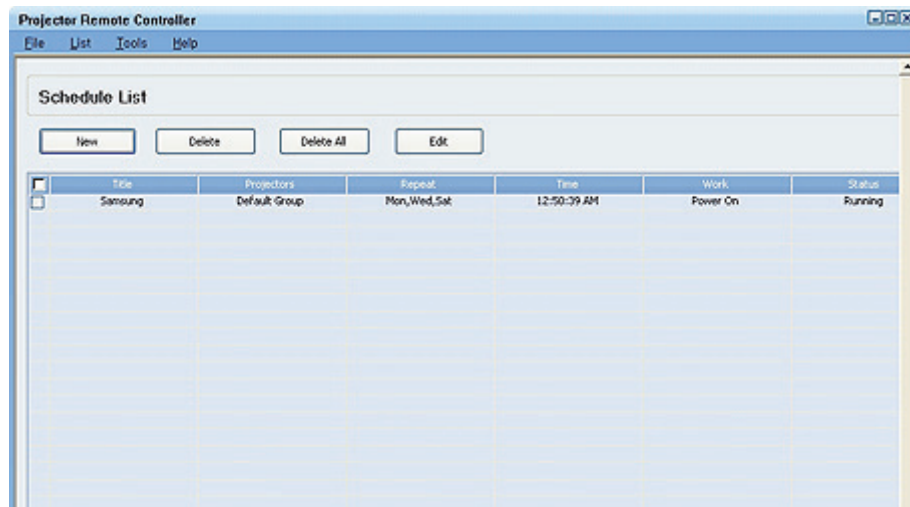 Projector Remote Controller
File List Tools Help
Schedule List
New Delete Delete All Edit
Title Projectors Repeat Time Work Status
Samsung Default Group Mon,Wed,Sat 12:50:39 AM Power On Running